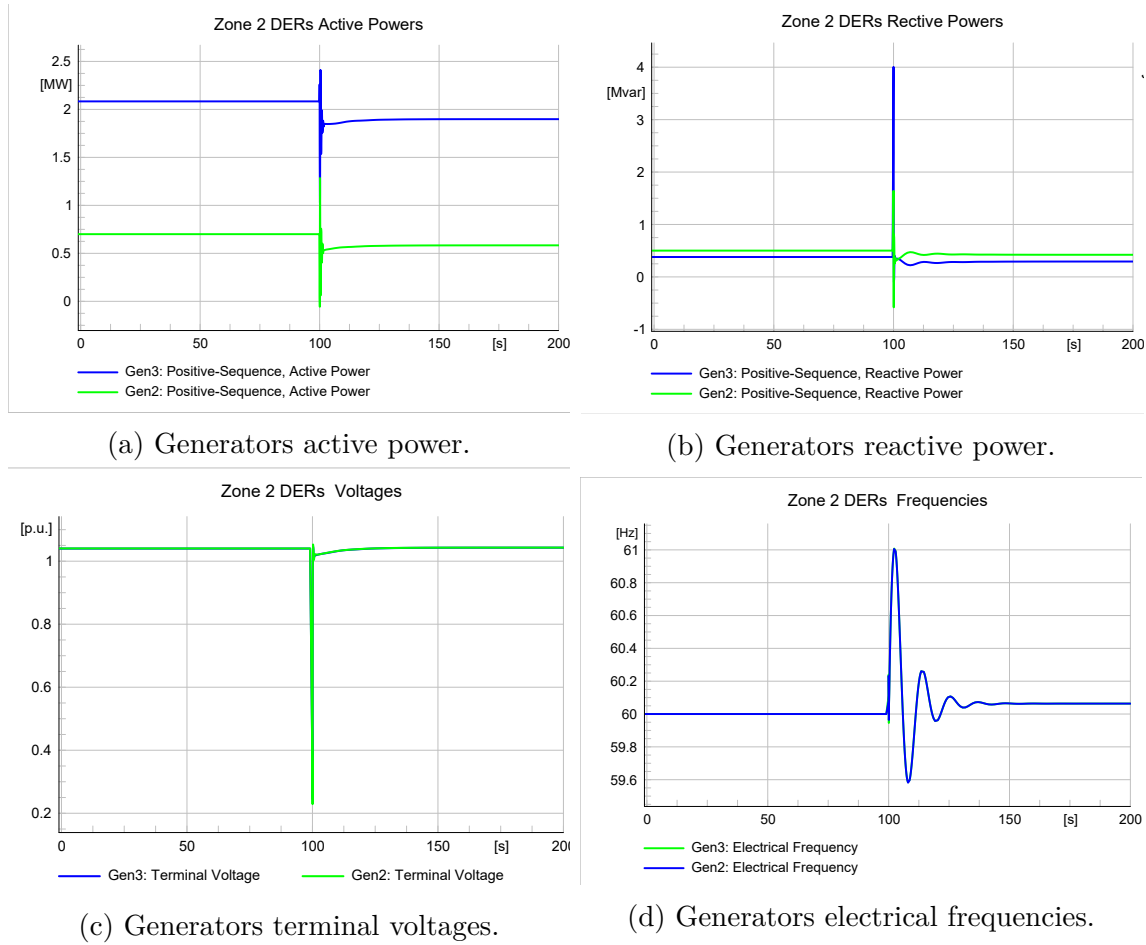 Zone 2 DERs Active Powers
2.5
[MW]
2
1.5
1
0.5
0
0
50
100
150
[s]
200
Gen3: Positive-Sequence, Active Power
Gen2: Positive-Sequence, Active Power
(a) Generators active power.
Zone 2 DERs Rective Powers
4
[Mvar]
3
2
1
0
-1
0
50
100
150
[s]
200
Gen3: Positive-Sequence, Reactive Power
Gen2: Positive-Sequence, Reactive Power
(b) Generators reactive power.
Zone 2 DERs Voltages
[p.u.]
1
0.8
0.6
0.4
0.2
0
50
100
150
[s]
200
Gen3: Terminal Voltage
Gen2: Terminal Voltage
(c) Generators terminal voltages.
Zone 2 DERs Frequencies
[Hz]
61
60.8
60.6
60.4
60.2
60
59.8
59.6
0
50
100
150
[s]
200
Gen3: Electrical Frequency
Gen2: Electrical Frequency
(d) Generators electrical frequencies.